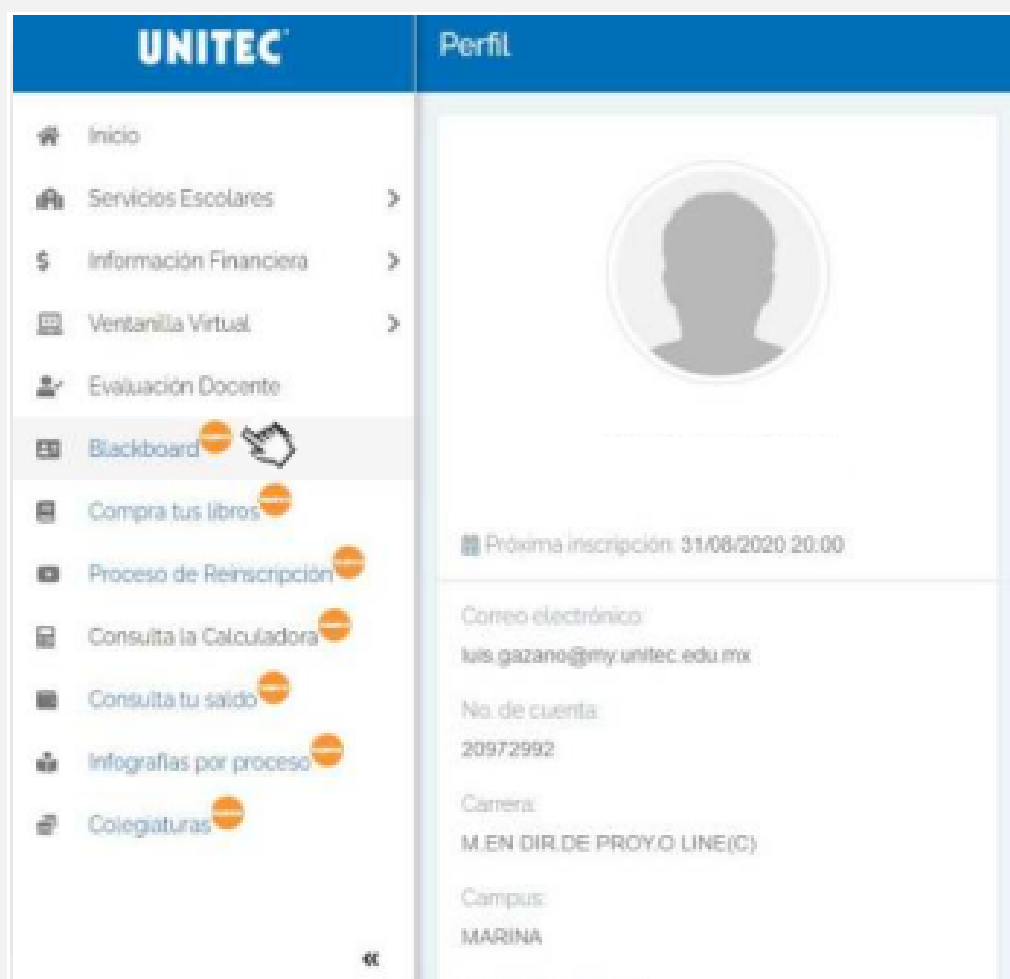 UNITEC
Perfil
Inicio
Servicios Escolares
Información Financiera
Ventanilla Virtual
Evaluación Docente
Blackboard
Compra tus libros
Proceso de Reinscripción
Consulta la Calculadora
Consulta tu saldo
Infografías por proceso
Colegiaturas
Próxima inscripción: 31/08/2020 20:00
Correo electrónico:
luis.gazano@my.unitec.edu.mx
No. de cuenta:
20972992
Carrera:
M.EN DIR.DE PROY.O LINE(C)
Campus:
MARINA